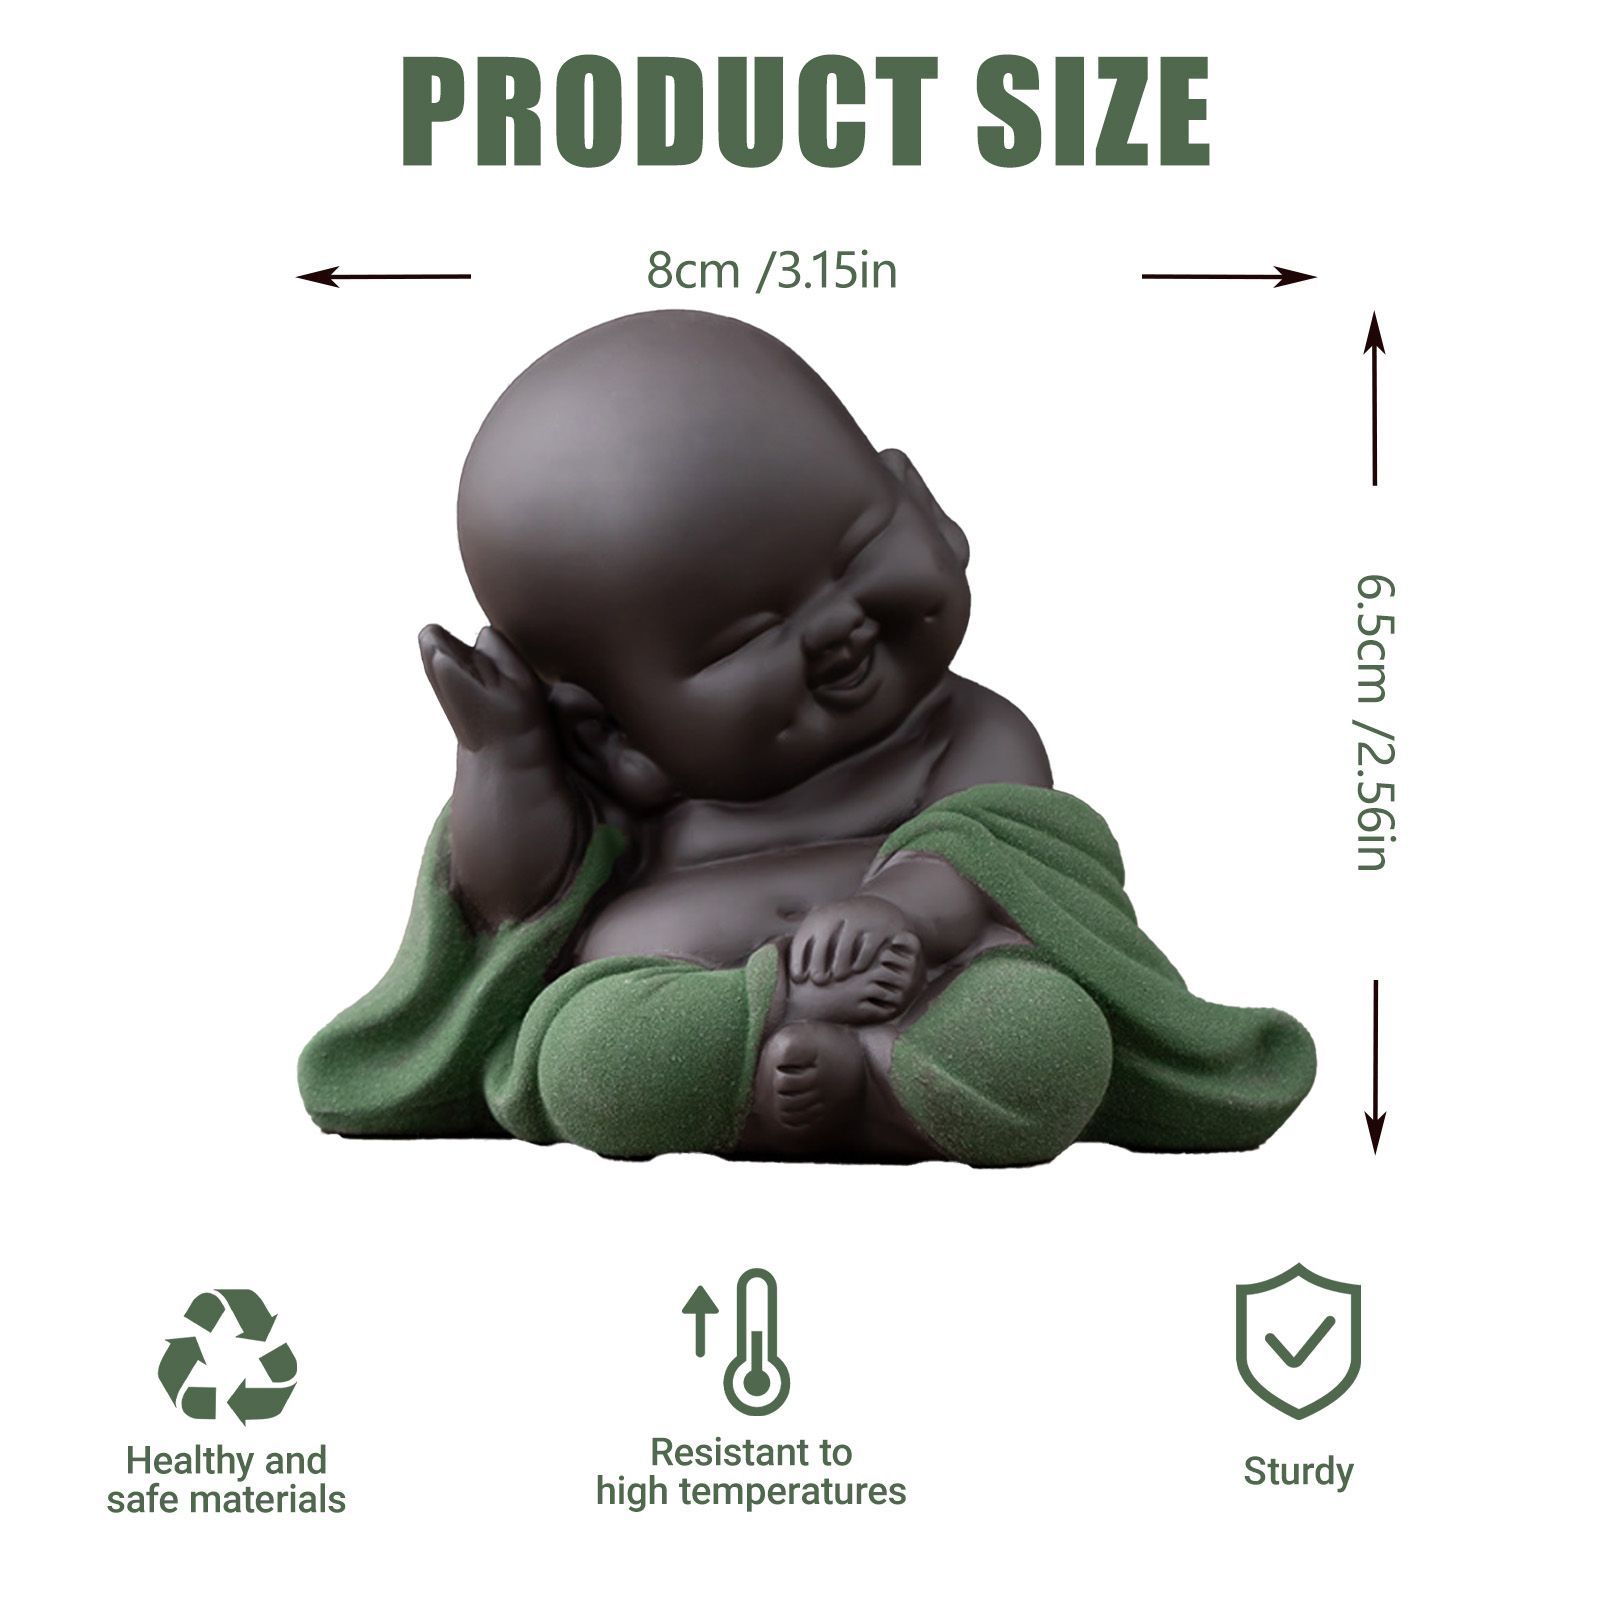 PRODUCT SIZE
8cm /3.15in
6.5cm /2.56in
Healthy and
safe materials
Resistant to
high temperatures
Sturdy